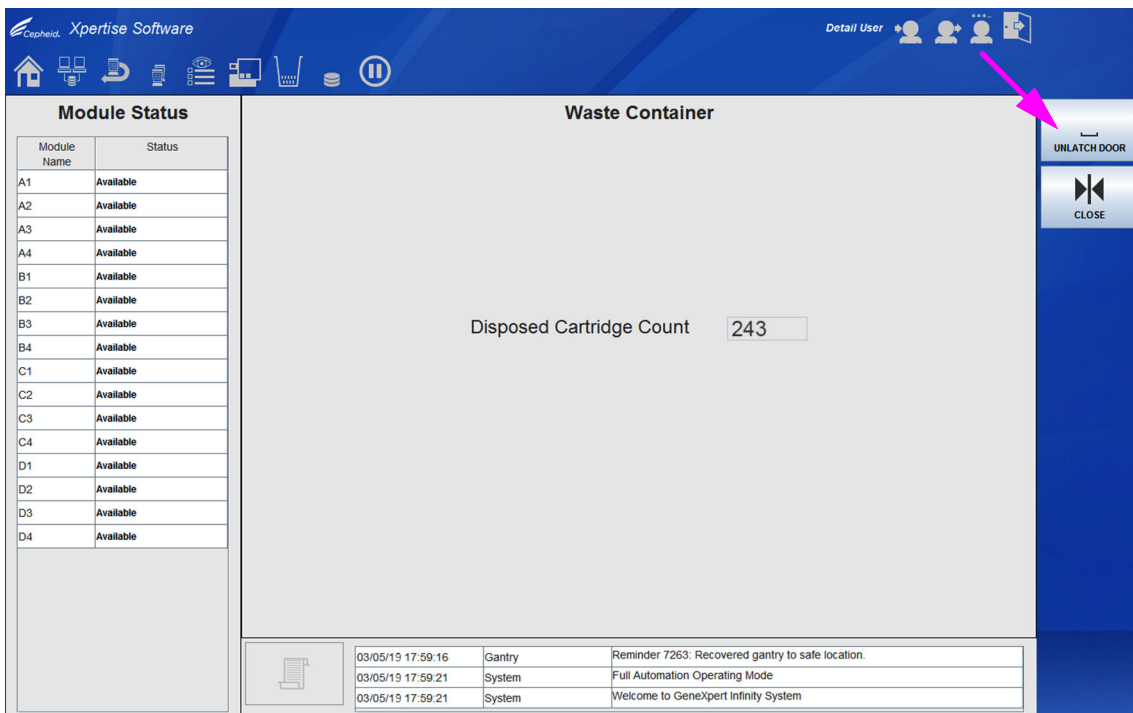 Cepheid. Xpertise Software
Detail User
Module Status
Module Name Status
A1 Available
A2 Available
A3 Available
A4 Available
B1 Available
B2 Available
B3 Available
B4 Available
C1 Available
C2 Available
C3 Available
C4 Available
D1 Available
D2 Available
D3 Available
D4 Available
Waste Container
Disposed Cartridge Count 243
UNLATCH DOOR
CLOSE
03/05/19 17:59:16 Gantry Reminder 7263: Recovered gantry to safe location.
03/05/19 17:59:21 System Full Automation Operating Mode
03/05/19 17:59:21 System Welcome to GeneXpert Infinity System